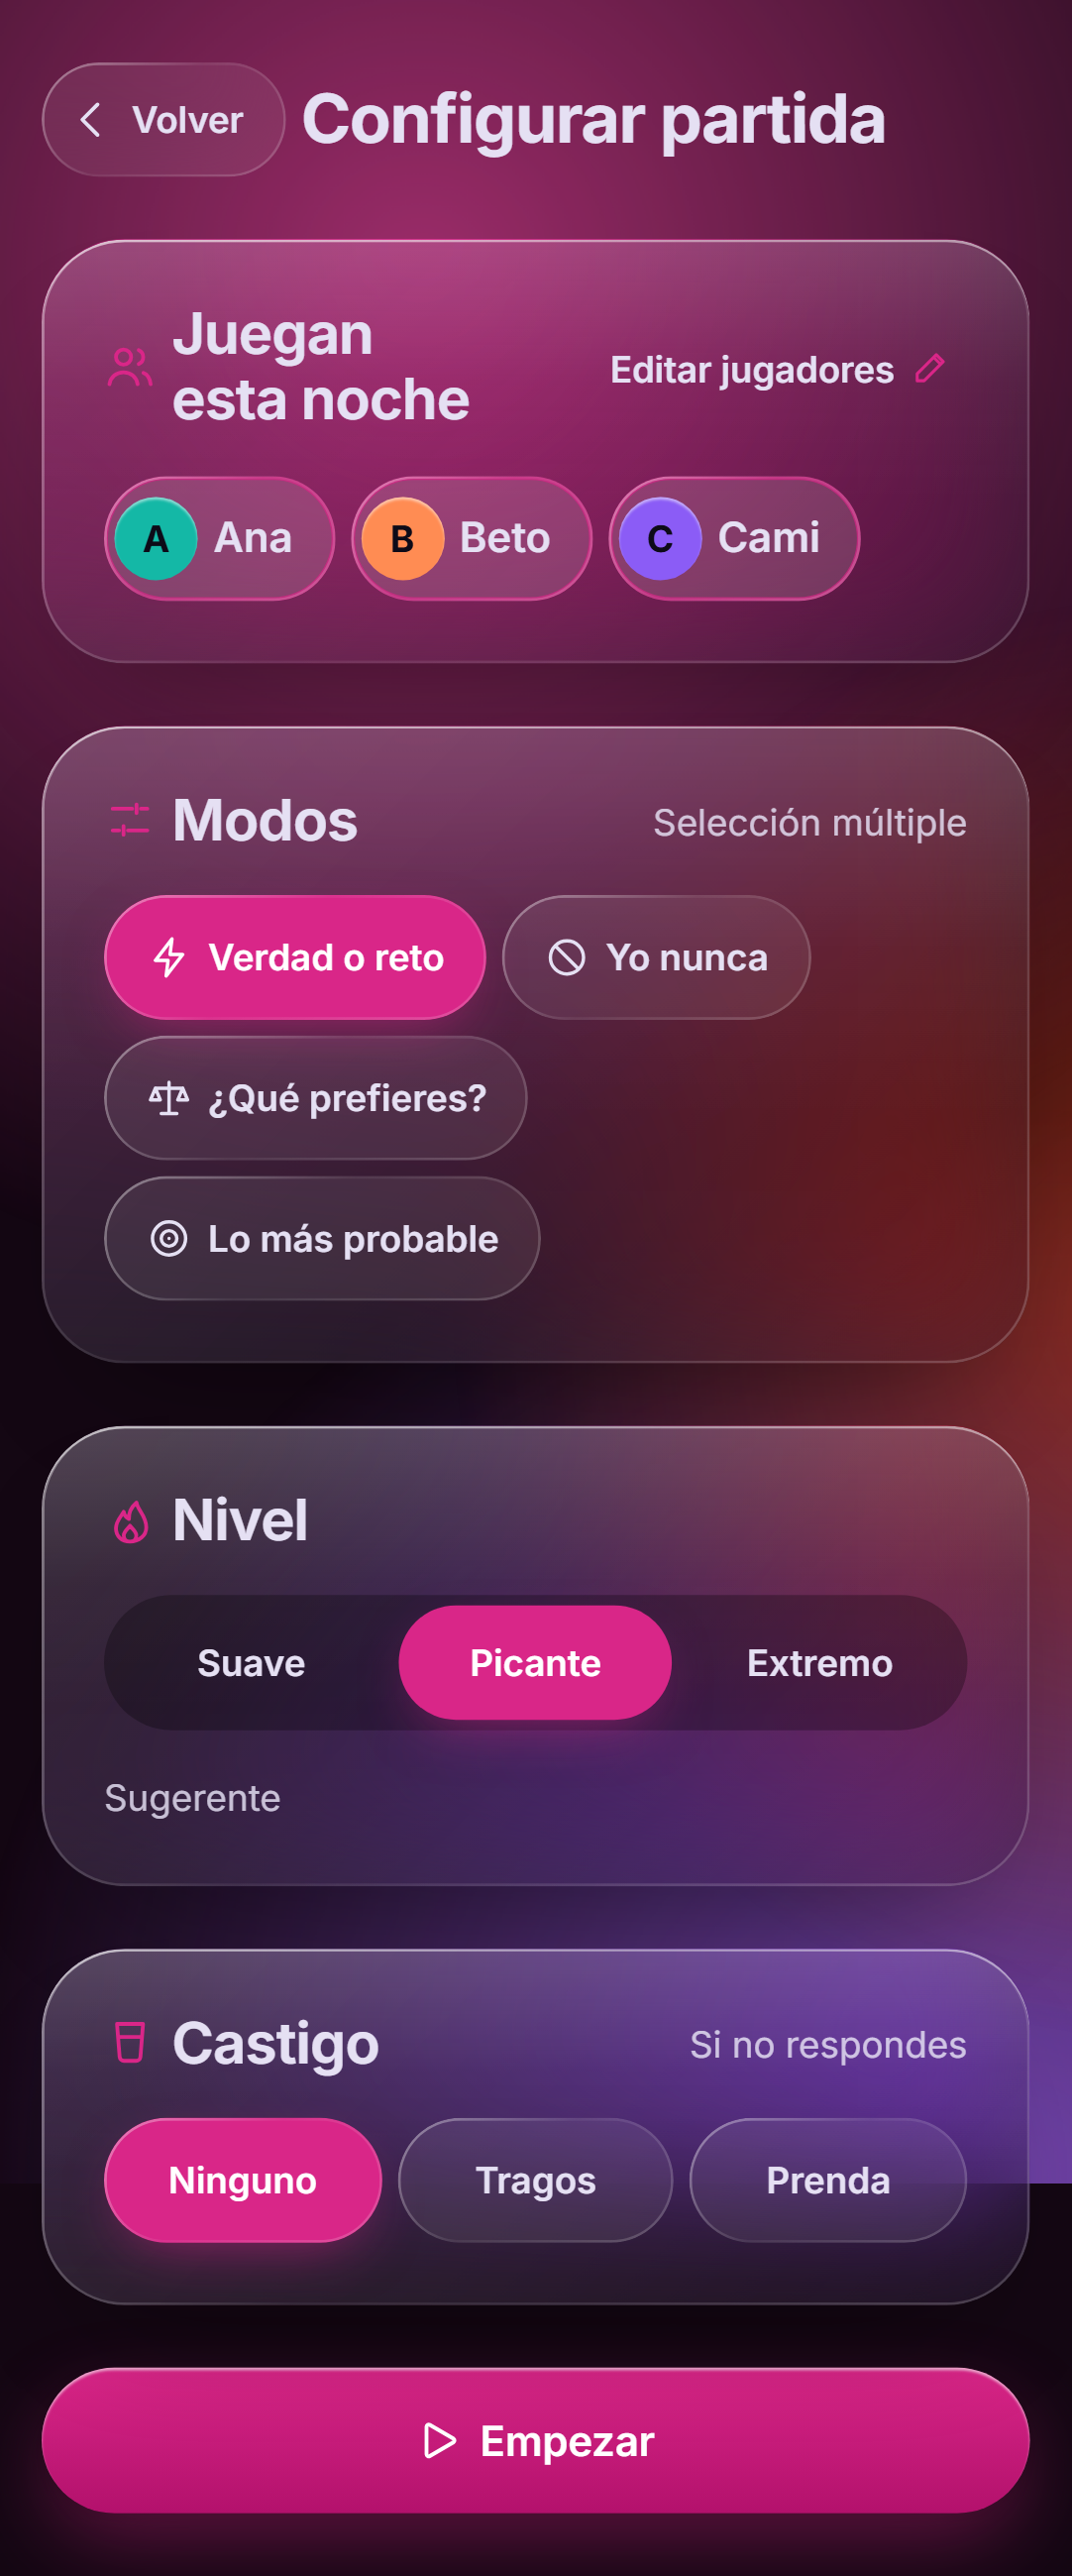 Volver
Configurar partida
Juegan
esta noche
Editar jugadores
A Ana
B Beto
C Cami
Modos
Selección múltiple
Verdad o reto
Yo nunca
¿Qué prefieres?
Lo más probable
Nivel
Suave
Picante
Extremo
Sugerente
Castigo
Si no respondes
Ninguno
Tragos
Prenda
Empezar